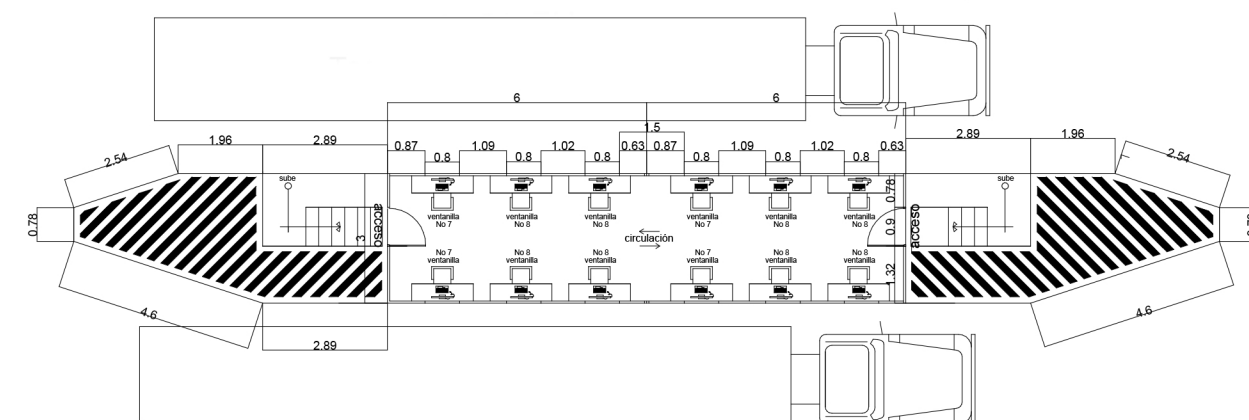 6
6
1.5
1.96
2.89
0.87
0.8
1.09
0.8
1.02
0.8
0.63
0.87
0.8
1.09
0.8
1.02
0.8
0.63
2.89
1.96
2.54
2.54
sube
sube
0.78
ventanilla
No 7
ventanilla
No 8
ventanilla
No 8
ventanilla
No 7
ventanilla
No 8
ventanilla
No 8
0.78
0.78
acceso
3
0.9
acceso
circulación
No 7
ventanilla
No 8
ventanilla
No 8
ventanilla
No 7
ventanilla
No 8
ventanilla
No 8
ventanilla
1.32
4.6
2.89
4.6